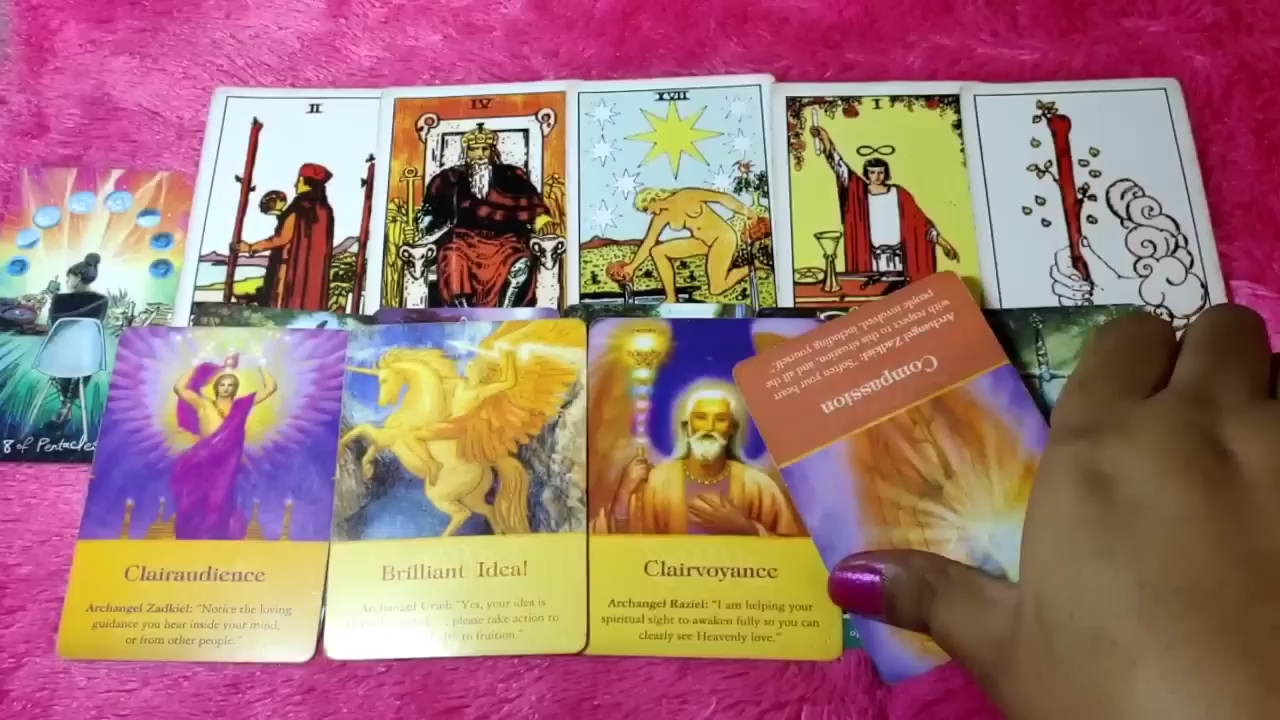 II
IV
XVII
I
8 of Pentacles
Clairaudience
Archangel Zadkiel: "Notice the loving
guidance you hear inside your mind,
or from other people."
Brilliant Idea!
Archangel Uriel: "Yes, your idea is
please take action to
to fruition."
Clairvoyance
Archangel Raziel: "I am helping your
spiritual sight to awaken fully so you can
clearly see Heavenly love."
Compassion
Archangel Zadkiel: "Soften your heart
with respect to this situation, and all the
people involved, including yourself."